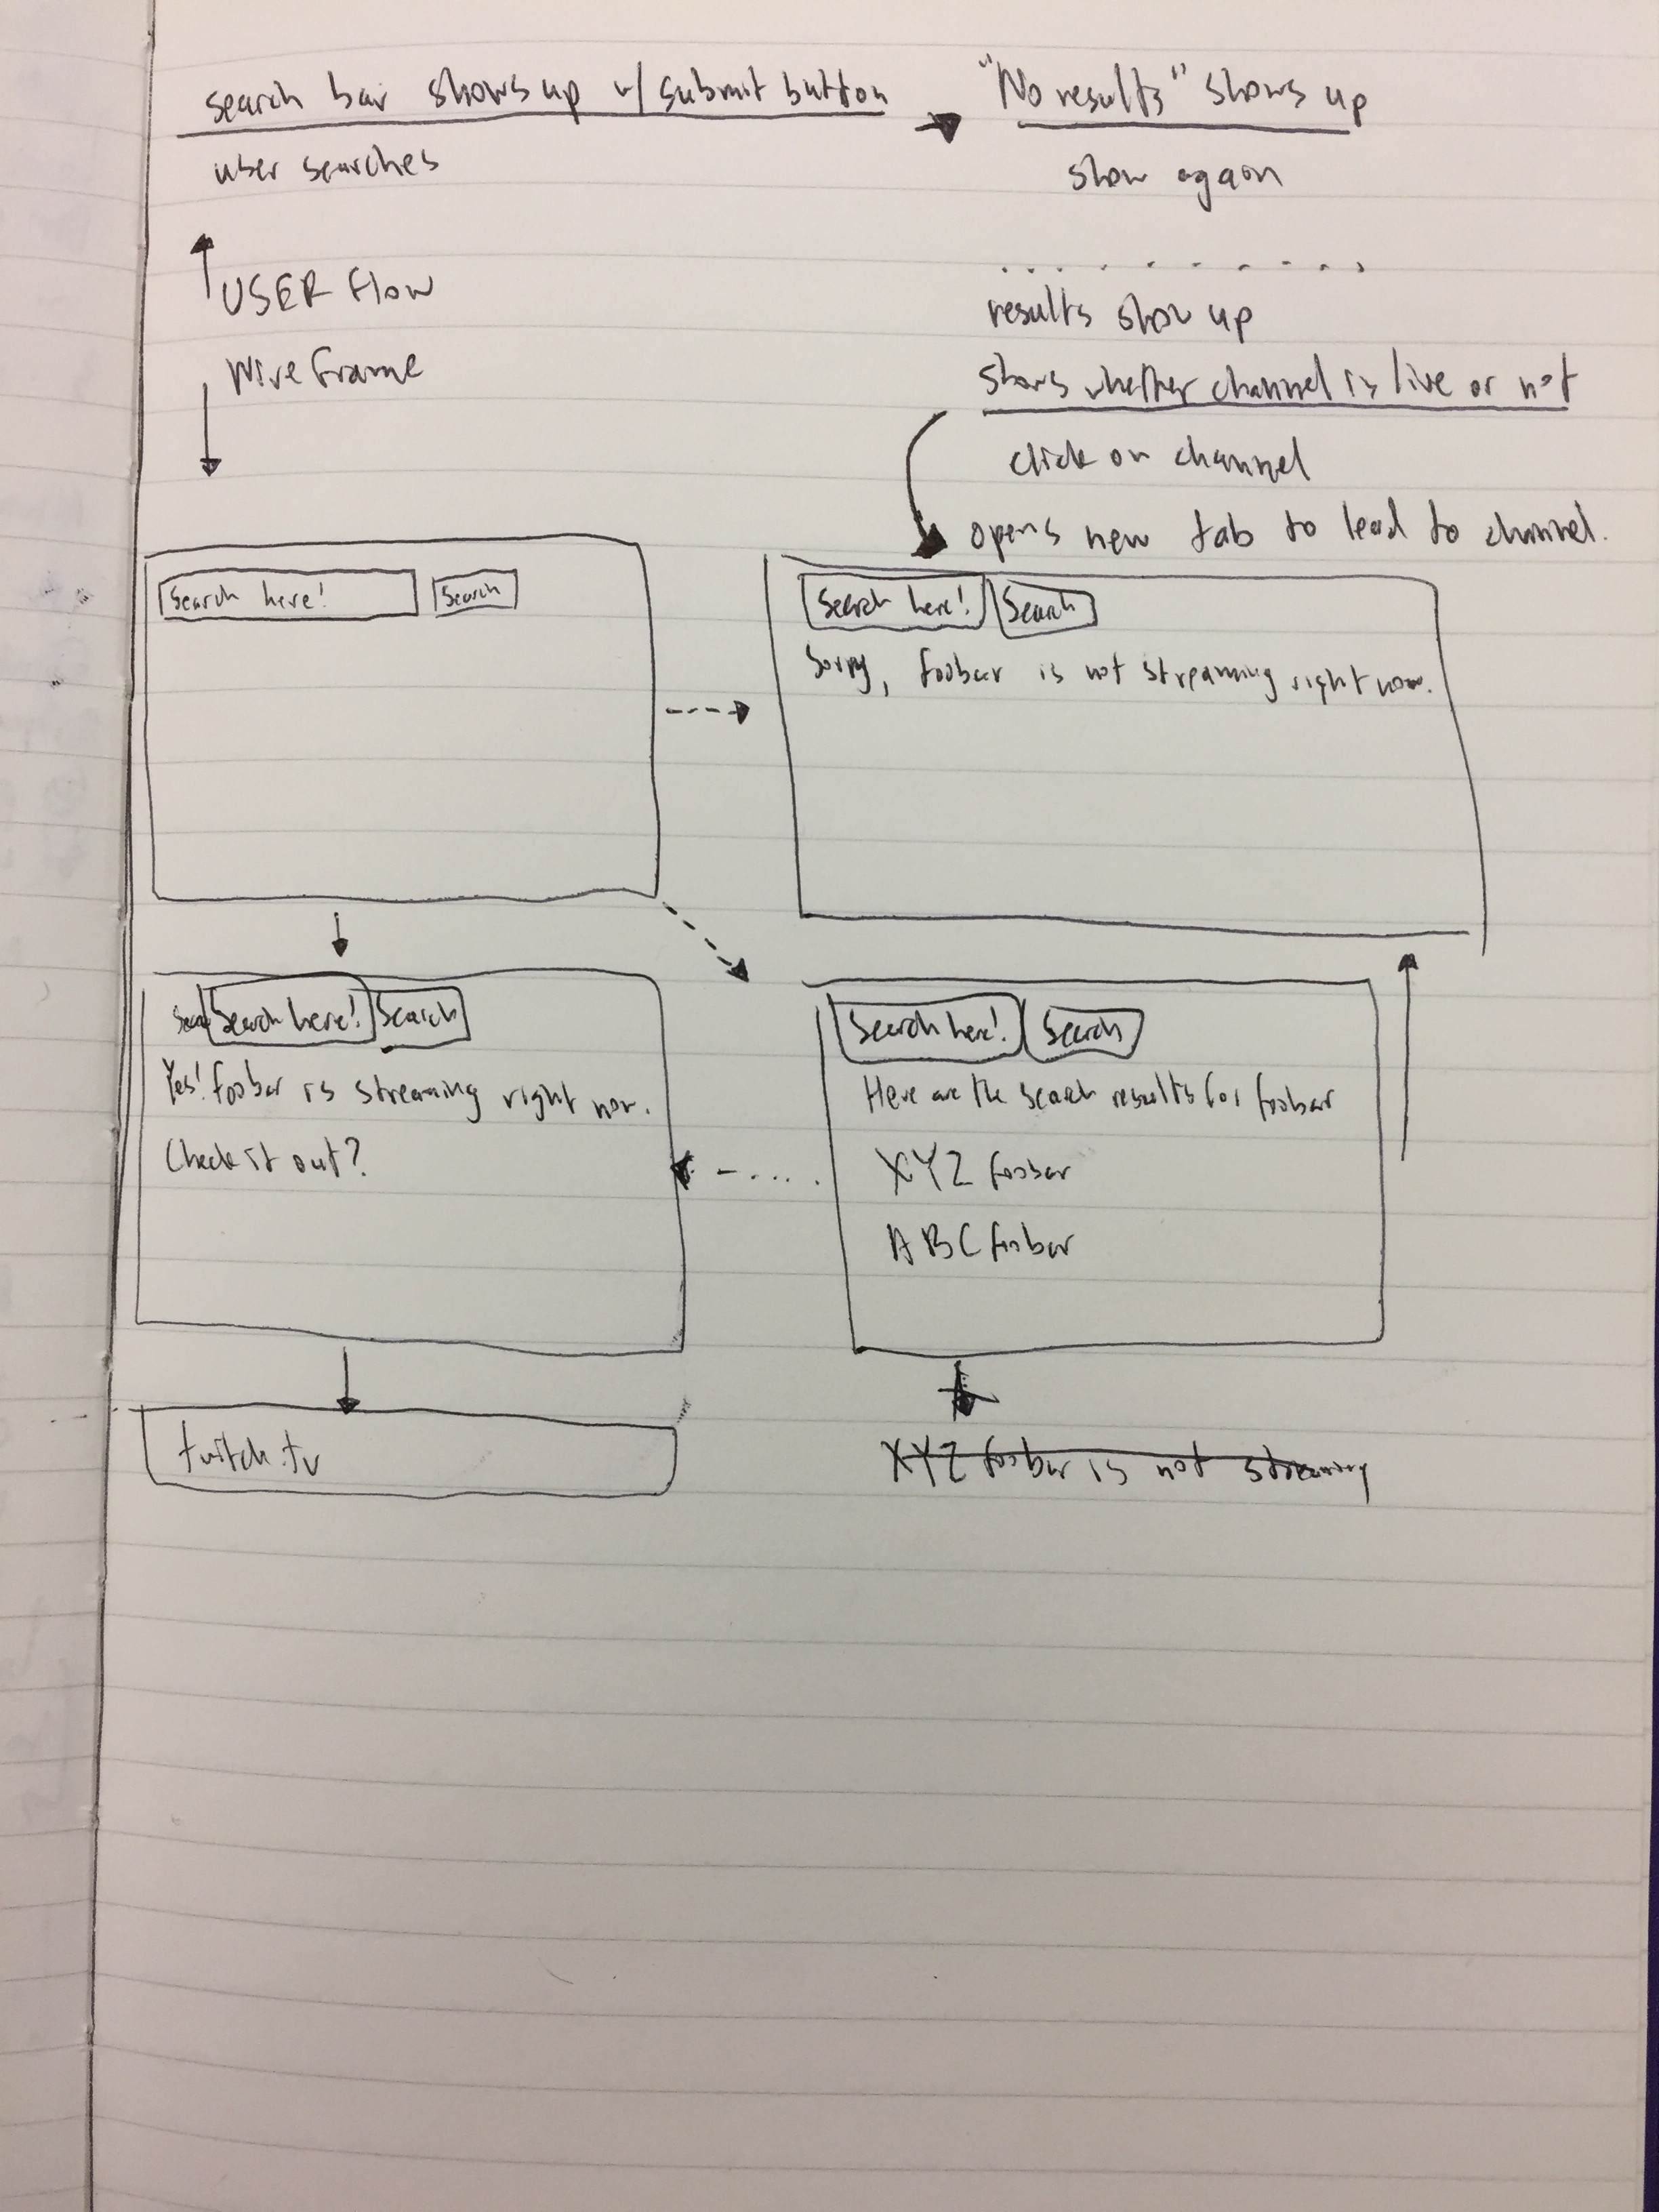 search bar shows up w/ submit button
user searches
"No results" shows up
show again
USER Flow
Wireframe
results show up
shows whether channel is live or not
click on channel
opens new tab to lead to channel.
Search here! Search
Search here! Search
Sorry, foobar is not streaming right now.
Sear Search here! Search
Yes! foobar is streaming right now.
Check it out?
Search here! Search
Here are the search results for foobar
XYZ foobar
ABC foobar
twitch.tv
XYZ foobar is not streaming